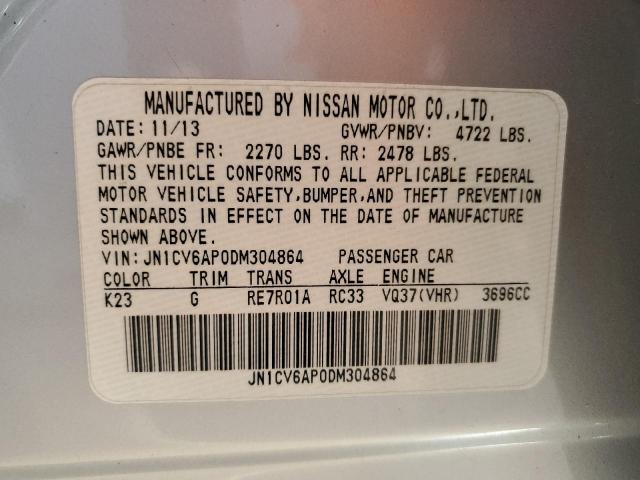 MANUFACTURED BY NISSAN MOTOR CO.,LTD.
DATE: 11/13 GVWR/PNBV: 4722 LBS.
GAWR/PNBE FR: 2270 LBS. RR: 2478 LBS.
THIS VEHICLE CONFORMS TO ALL APPLICABLE FEDERAL
MOTOR VEHICLE SAFETY,BUMPER,AND THEFT PREVENTION
STANDARDS IN EFFECT ON THE DATE OF MANUFACTURE
SHOWN ABOVE.
VIN: JN1CV6AP0DM304864 PASSENGER CAR
COLOR TRIM TRANS AXLE ENGINE
K23 G RE7R01A RC33 VQ37(VHR) 3696CC
JN1CV6AP0DM304864